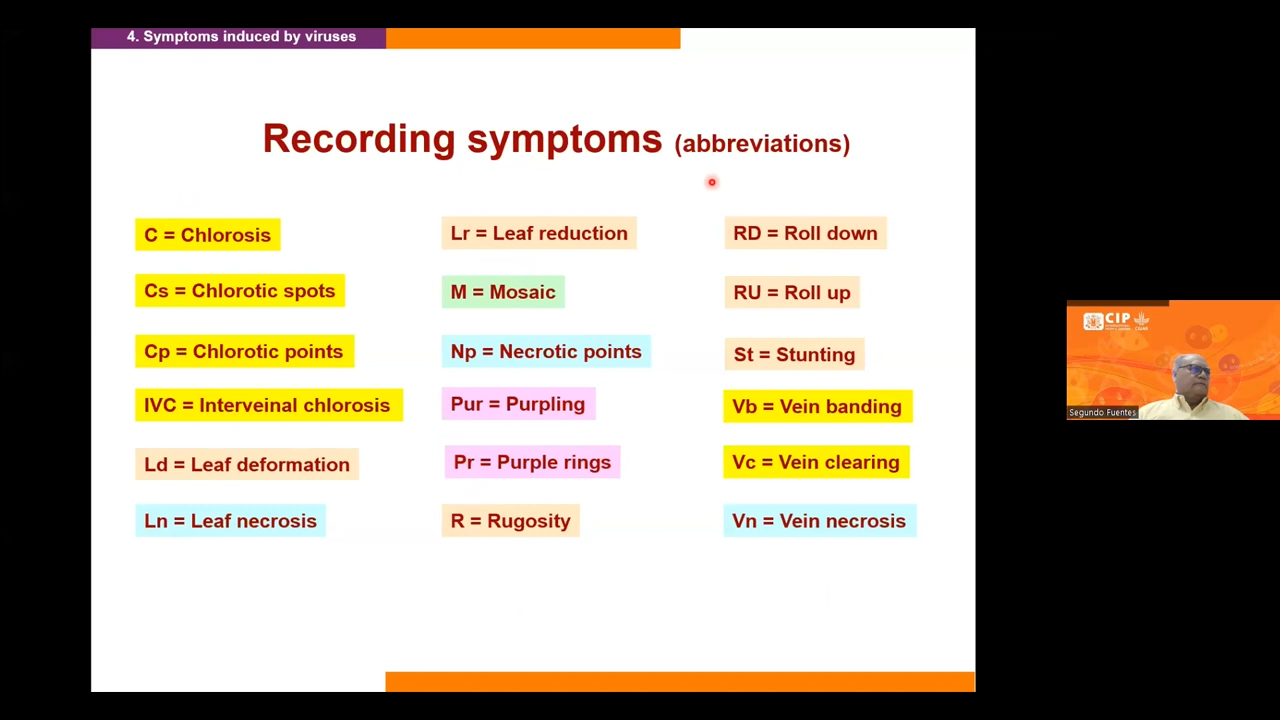 4. Symptoms induced by viruses
Recording symptoms (abbreviations)
C = Chlorosis
Cs = Chlorotic spots
Cp = Chlorotic points
IVC = Interveinal chlorosis
Ld = Leaf deformation
Ln = Leaf necrosis
Lr = Leaf reduction
M = Mosaic
Np = Necrotic points
Pur = Purpling
Pr = Purple rings
R = Rugosity
RD = Roll down
RU = Roll up
St = Stunting
Vb = Vein banding
Vc = Vein clearing
Vn = Vein necrosis
CIP
Segundo Fuentes